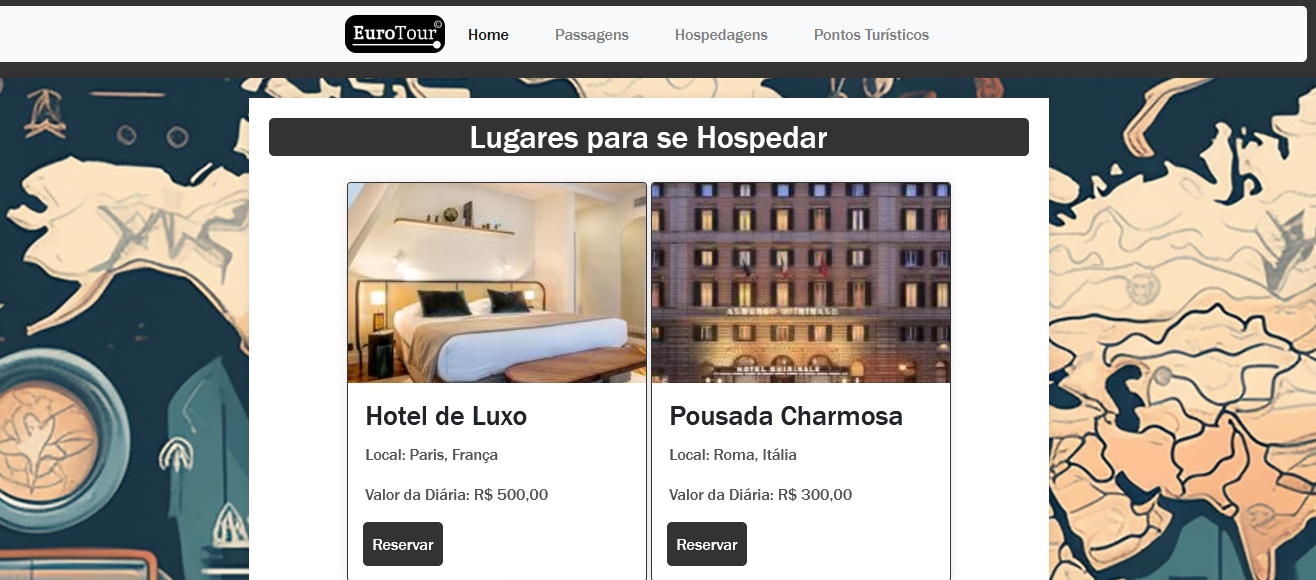 EuroTour©
Home
Passagens
Hospedagens
Pontos Turísticos
Lugares para se Hospedar
ALBERGO QUIRINALE
HOTEL QUIRINALE
Hotel de Luxo
Pousada Charmosa
Local: Paris, França
Local: Roma, Itália
Valor da Diária: R$ 500,00
Valor da Diária: R$ 300,00
Reservar
Reservar